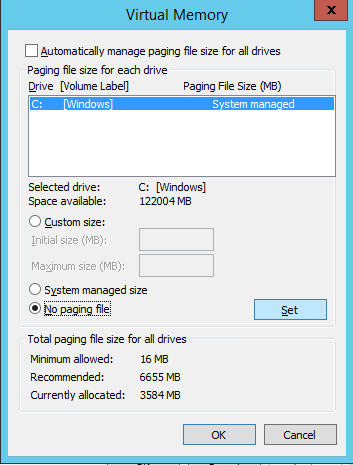 Virtual Memory
x
Automatically manage paging file size for all drives
Paging file size for each drive
Drive [Volume Label] Paging File Size (MB)
C: [Windows] System managed
Selected drive: C: [Windows]
Space available: 122004 MB
Custom size:
Initial size (MB):
Maximum size (MB):
System managed size
No paging file
Set
Total paging file size for all drives
Minimum allowed: 16 MB
Recommended: 6655 MB
Currently allocated: 3584 MB
OK Cancel